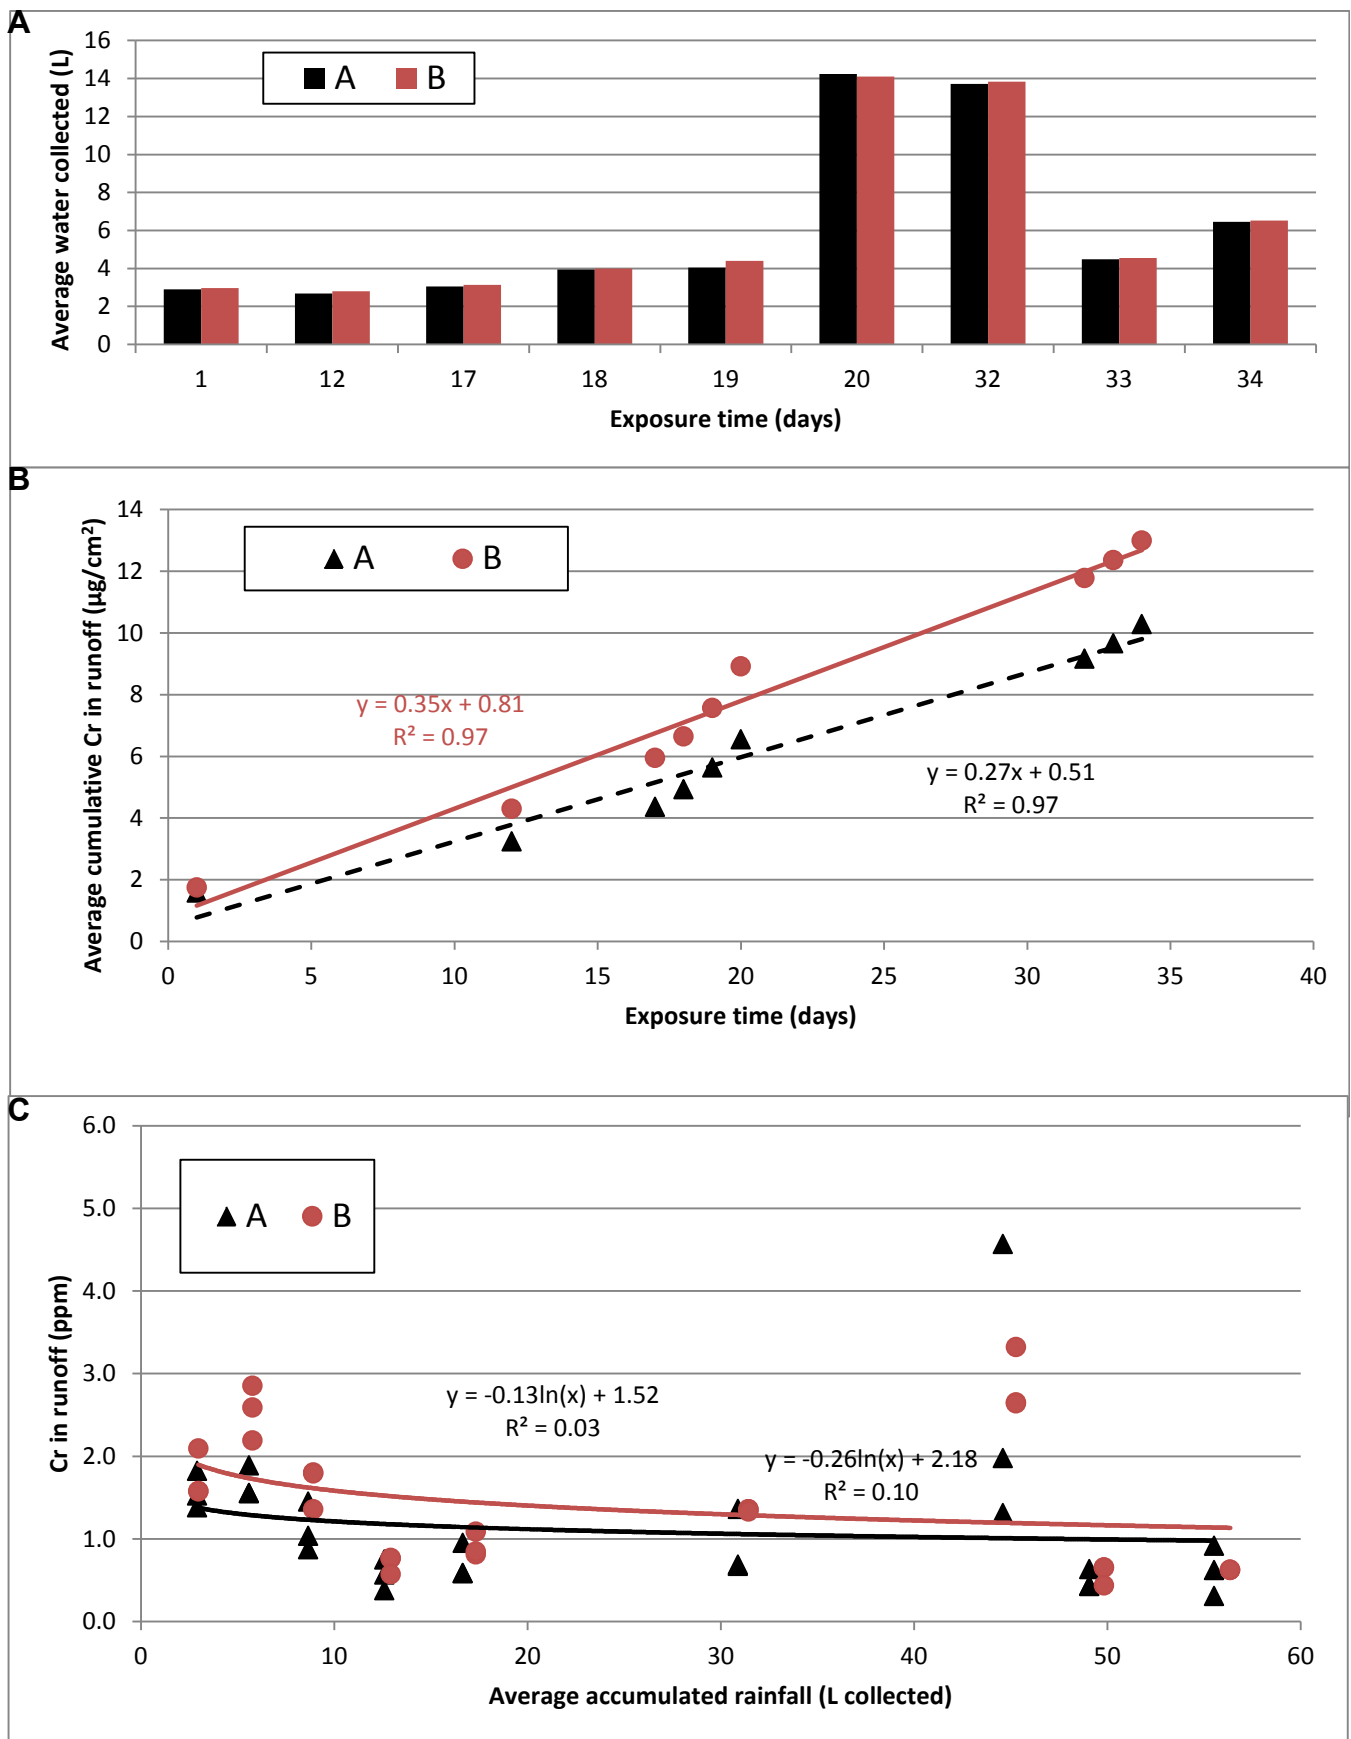 A
Average water collected (L)
16
14
12
10
8
6
4
2
0
A B
1 12 17 18 19 20 32 33 34
Exposure time (days)
B
Average cumulative Cr in runoff (µg/cm²)
14
12
10
8
6
4
2
0
A B
y = 0.35x + 0.81
R² = 0.97
y = 0.27x + 0.51
R² = 0.97
0 5 10 15 20 25 30 35 40
Exposure time (days)
C
Cr in runoff (ppm)
6.0
5.0
4.0
3.0
2.0
1.0
0.0
A B
y = -0.13ln(x) + 1.52
R² = 0.03
y = -0.26ln(x) + 2.18
R² = 0.10
0 10 20 30 40 50 60
Average accumulated rainfall (L collected)